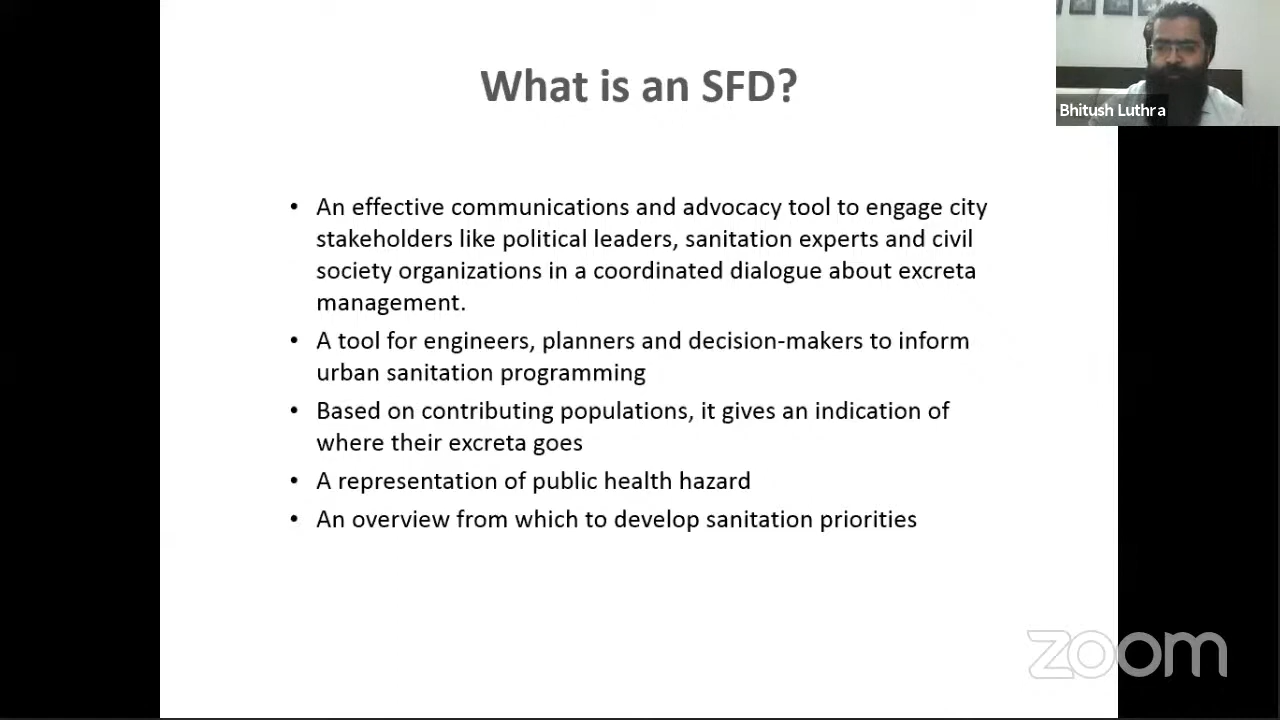 What is an SFD?
Bhitush Luthra
• An effective communications and advocacy tool to engage city
stakeholders like political leaders, sanitation experts and civil
society organizations in a coordinated dialogue about excreta
management.
• A tool for engineers, planners and decision-makers to inform
urban sanitation programming
• Based on contributing populations, it gives an indication of
where their excreta goes
• A representation of public health hazard
• An overview from which to develop sanitation priorities
zoom